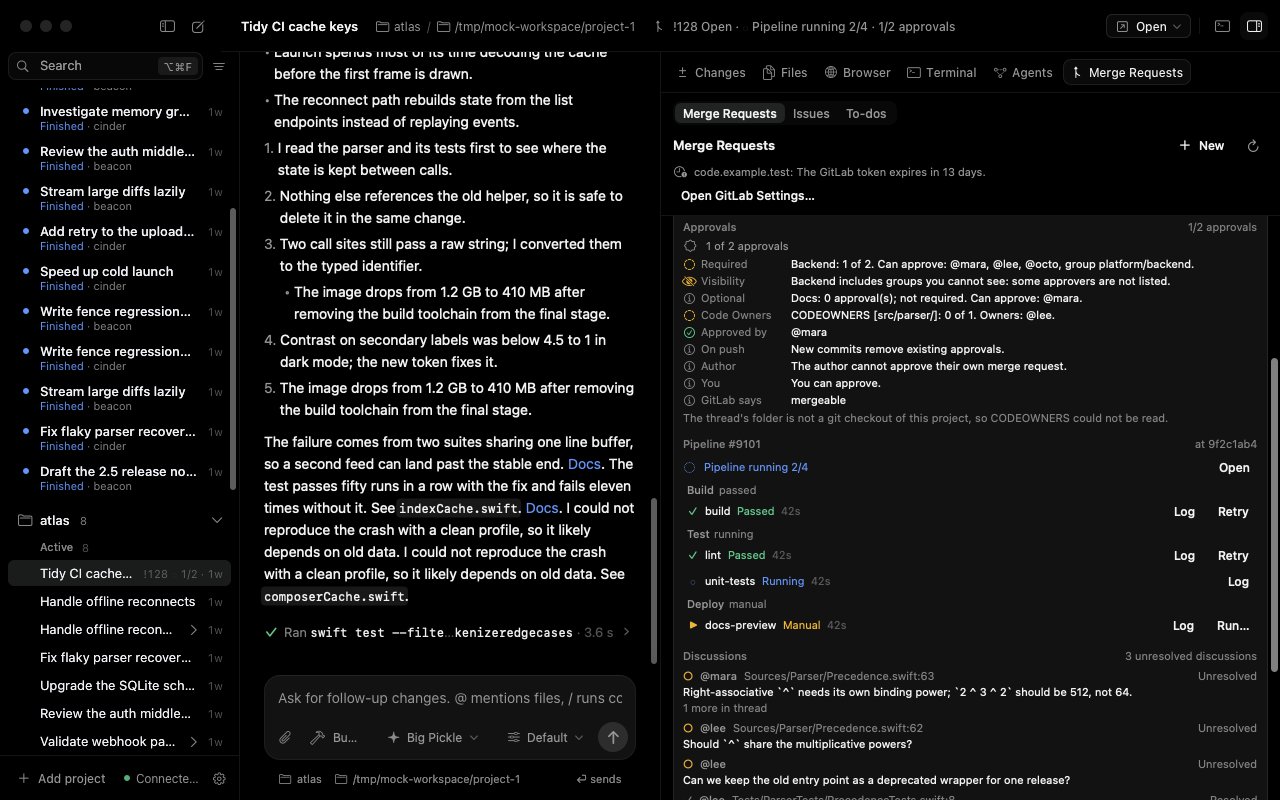 Tidy CI cache keys
atlas / /tmp/mock-workspace/project-1
!128 Open · Pipeline running 2/4 · 1/2 approvals
Open
Search ⌥⌘F
Finished · beacon
Investigate memory gr... 1w
Finished · cinder
Review the auth middle... 1w
Finished · beacon
Stream large diffs lazily 1w
Finished · beacon
Add retry to the upload... 1w
Finished · cinder
Speed up cold launch 1w
Finished · cinder
Write fence regression... 1w
Finished · beacon
Write fence regression... 1w
Finished · cinder
Stream large diffs lazily 1w
Finished · beacon
Fix flaky parser recover... 1w
Finished · cinder
Draft the 2.5 release no... 1w
Finished · beacon
atlas 8
Active 8
Tidy cache... !128 1/2 · 1w
Handle offline reconnects 1w
Handle offline recon... 1w
Fix flaky parser recover... 1w
Upgrade the SQLite sch... 1w
Review the auth middle... 1w
Validate webhook pa... 1w
Add project
Connecte...
• Launch spends most of its time decoding the cache
before the first frame is drawn.
• The reconnect path rebuilds state from the list
endpoints instead of replaying events.
1. I read the parser and its tests first to see where the
state is kept between calls.
2. Nothing else references the old helper, so it is safe to
delete it in the same change.
3. Two call sites still pass a raw string; I converted them
to the typed identifier.
• The image drops from 1.2 GB to 410 MB after
removing the build toolchain from the final stage.
4. Contrast on secondary labels was below 4.5 to 1 in
dark mode; the new token fixes it.
5. The image drops from 1.2 GB to 410 MB after removing
the build toolchain from the final stage.
The failure comes from two suites sharing one line buffer,
so a second feed can land past the stable end. Docs. The
test passes fifty runs in a row with the fix and fails eleven
times without it. See indexCache.swift. Docs. I could not
reproduce the crash with a clean profile, so it likely
depends on old data. I could not reproduce the crash
with a clean profile, so it likely depends on old data. See
composerCache.swift.
Ran swift test --filte...kenizeredgecases · 3.6 s
Ask for follow-up changes. @ mentions files, / runs cc
Bu... Big Pickle Default
atlas /tmp/mock-workspace/project-1 sends
Changes Files Browser Terminal Agents Merge Requests
Merge Requests Issues To-dos
Merge Requests
New
code.example.test: The GitLab token expires in 13 days.
Open GitLab Settings...
Approvals 1/2 approvals
1 of 2 approvals
Required Backend: 1 of 2. Can approve: @mara, @lee, @octo, group platform/backend.
Visibility Backend includes groups you cannot see: some approvers are not listed.
Optional Docs: 0 approval(s); not required. Can approve: @mara.
Code Owners CODEOWNERS [src/parser/]: 0 of 1. Owners: @lee.
Approved by @mara
On push New commits remove existing approvals.
Author The author cannot approve their own merge request.
You You can approve.
GitLab says mergeable
The thread's folder is not a git checkout of this project, so CODEOWNERS could not be read.
Pipeline #9101 at 9f2c1ab4
Pipeline running 2/4 Open
Build passed
build Passed 42s Log Retry
Test running
lint Passed 42s Log Retry
unit-tests Running 42s Log
Deploy manual
docs-preview Manual 42s Log Run...
Discussions 3 unresolved discussions
@mara Sources/Parser/Precedence.swift:63 Unresolved
Right-associative `^` needs its own binding power; `2 ^ 3 ^ 2` should be 512, not 64.
1 more in thread
@lee Sources/Parser/Precedence.swift:62 Unresolved
Should `^` share the multiplicative powers?
@lee Unresolved
Can we keep the old entry point as a deprecated wrapper for one release?
@lee Tests/ParserTests/PrecedenceTests.swift:8 Resolved